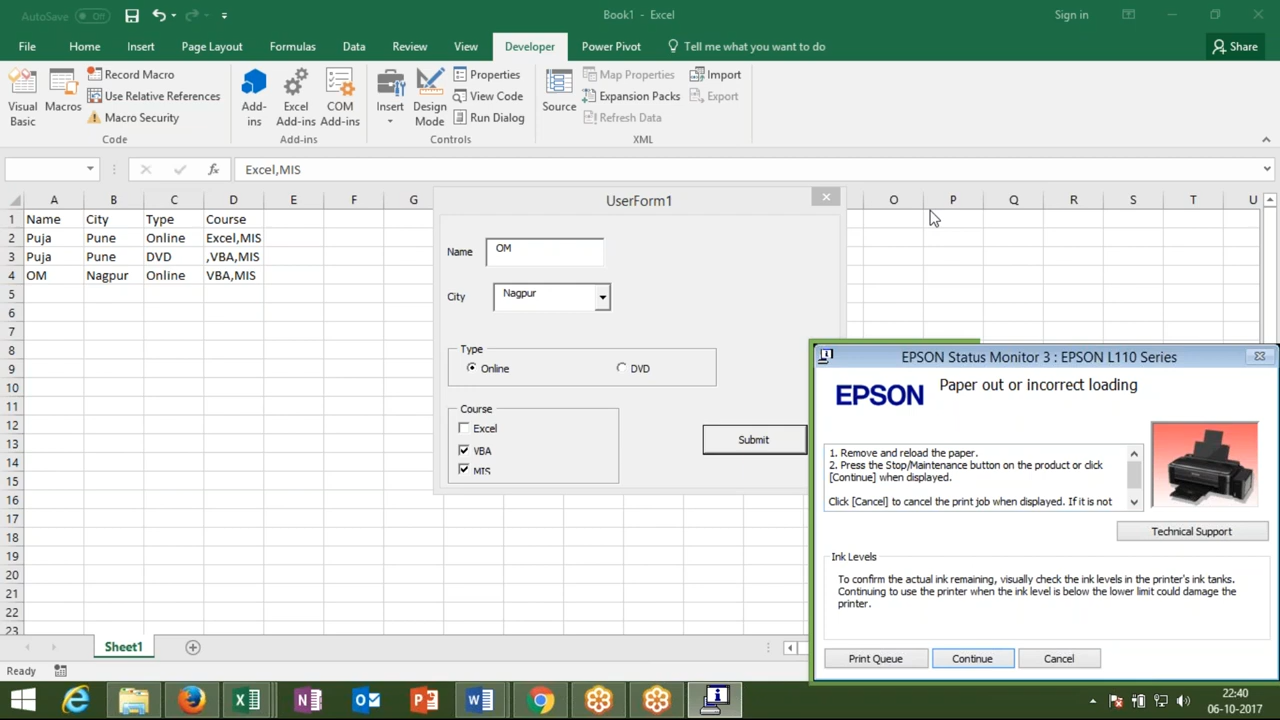 AutoSave Off
Book1 - Excel
Sign in
File Home Insert Page Layout Formulas Data Review View Developer Power Pivot Tell me what you want to do Share
Visual Basic
Macros
Record Macro
Use Relative References
Macro Security
Code
Add-ins
Excel Add-ins
COM Add-ins
Add-ins
Insert
Design Mode
Properties
View Code
Run Dialog
Controls
Source
Map Properties
Expansion Packs
Refresh Data
Import
Export
XML
fx
Excel,MIS
A B C D E F G O P Q R S T U
1 Name City Type Course
2 Puja Pune Online Excel,MIS
3 Puja Pune DVD ,VBA,MIS
4 OM Nagpur Online VBA,MIS
5
6
7
8
9
10
11
12
13
14
15
16
17
18
19
20
21
22
23
UserForm1
Name OM
City Nagpur
Type
Online DVD
Course
Excel
VBA
MIS
Submit
EPSON Status Monitor 3 : EPSON L110 Series
EPSON
Paper out or incorrect loading
1. Remove and reload the paper.
2. Press the Stop/Maintenance button on the product or click
[Continue] when displayed.
Click [Cancel] to cancel the print job when displayed. If it is not
Technical Support
Ink Levels
To confirm the actual ink remaining, visually check the ink levels in the printer's ink tanks.
Continuing to use the printer when the ink level is below the lower limit could damage the
printer.
Print Queue Continue Cancel
Sheet1
Ready
22:40
06-10-2017